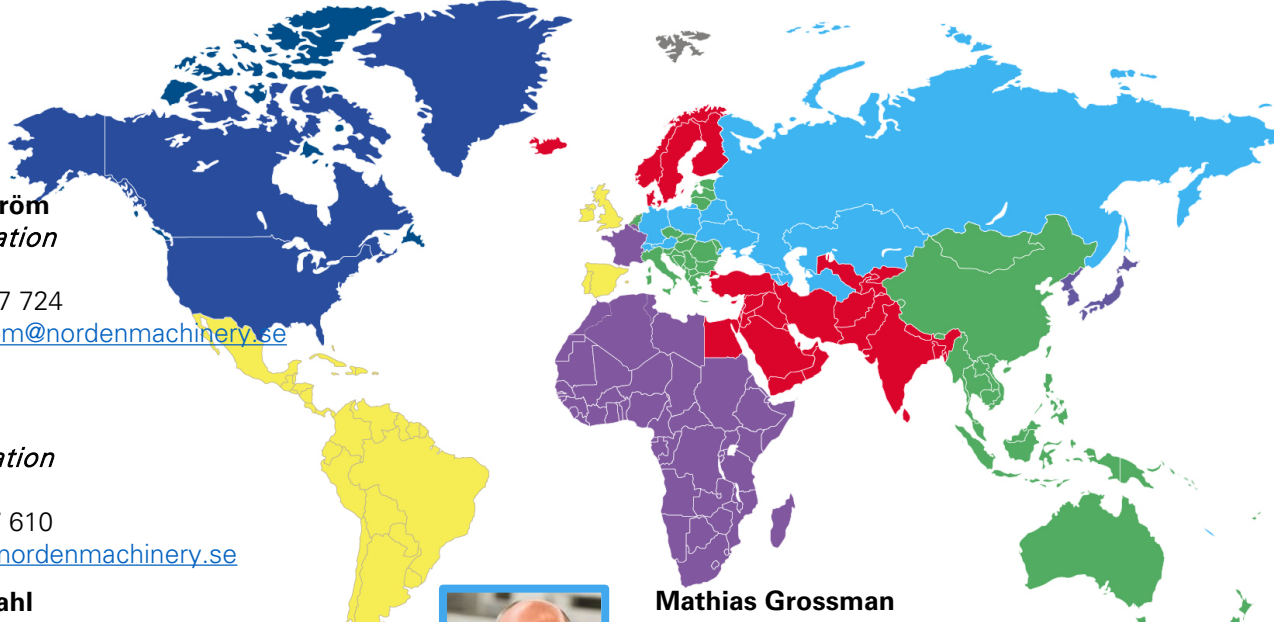 röm
ation
7 724
m@nordenmachinery.se
ation
610
nordenmachinery.se
ahl
Mathias Grossman